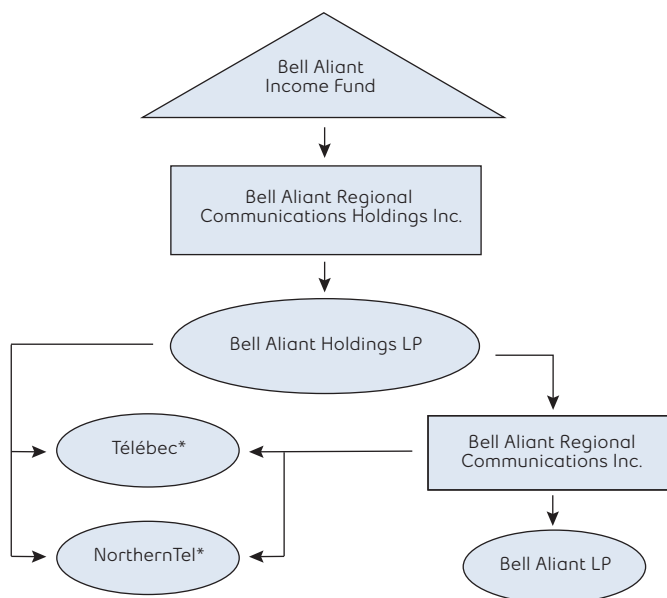 Bell Aliant
Income Fund
Bell Aliant Regional
Communications Holdings Inc.
Bell Aliant Holdings LP
Télébec*
Bell Aliant Regional
Communications Inc.
NorthernTel*
Bell Aliant LP